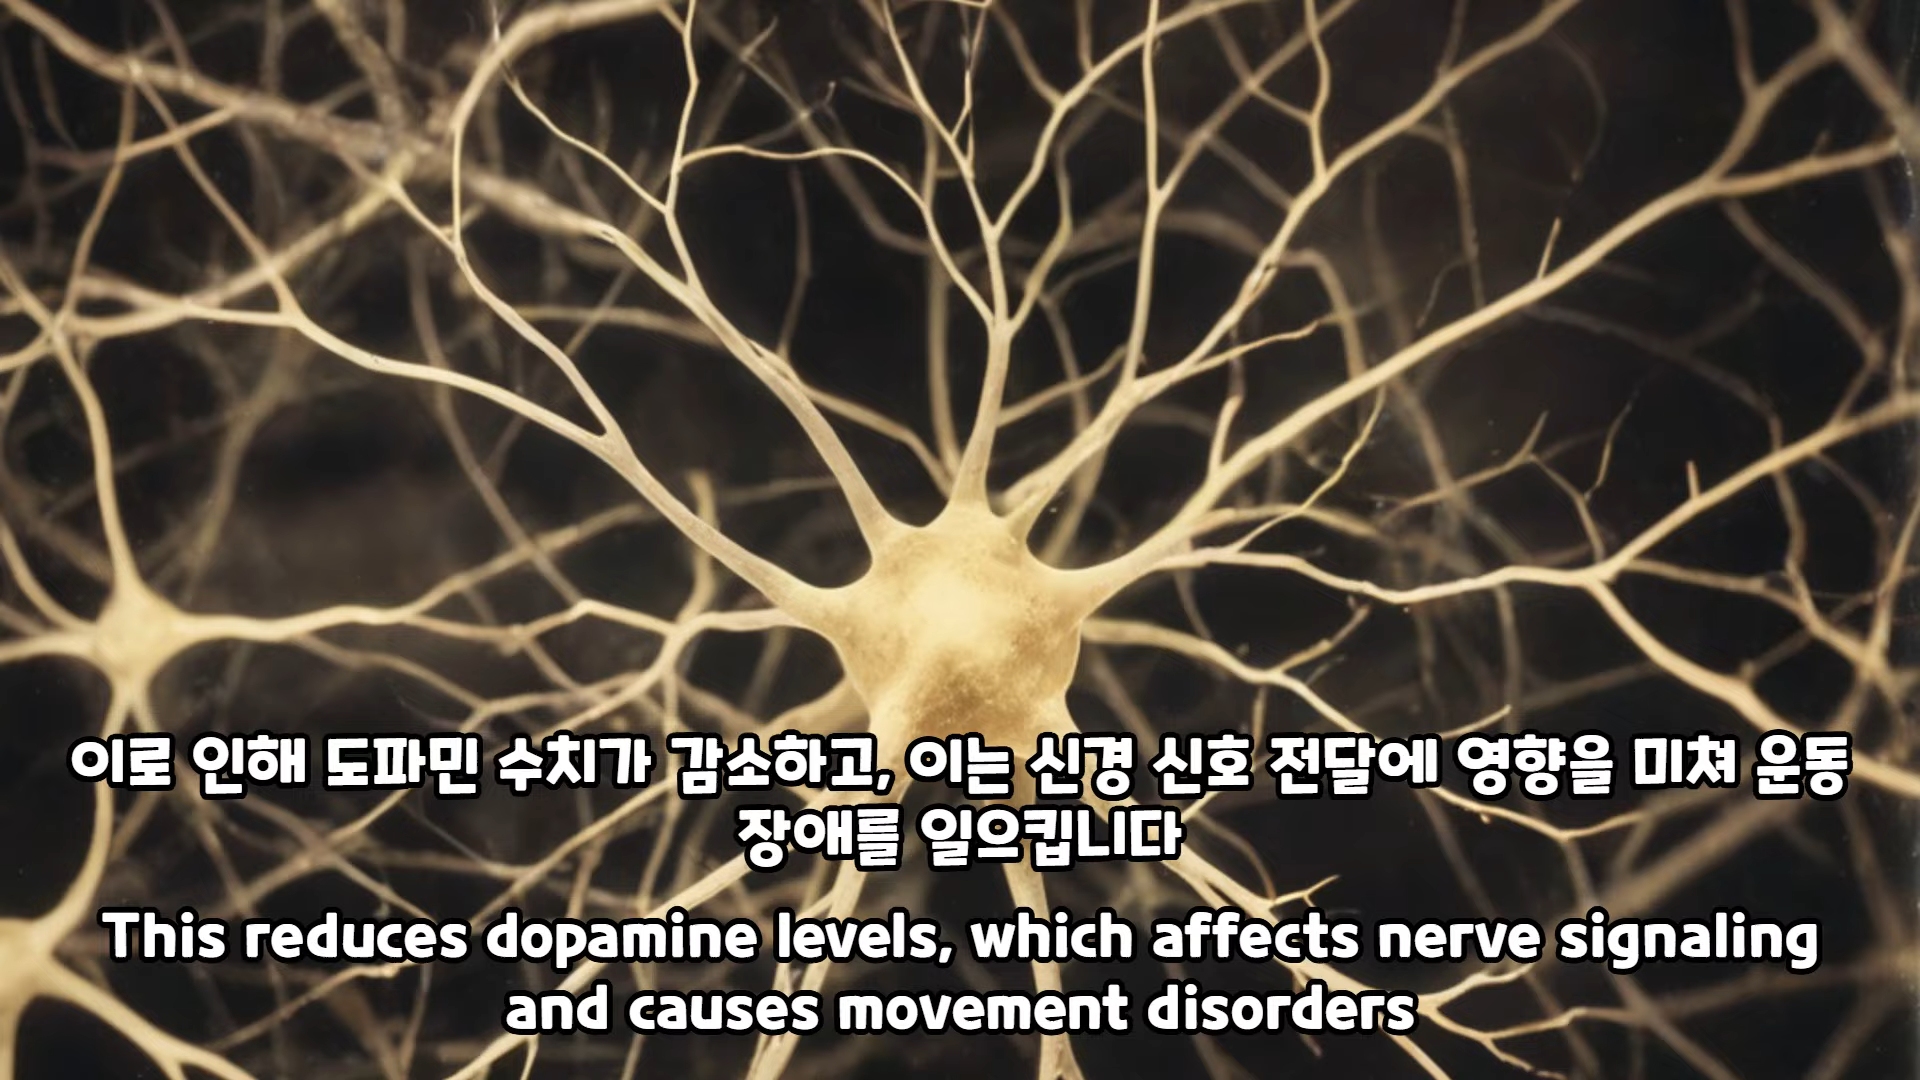 이로 인해 도파민 수치가 감소하고, 이는 신경 신호 전달에 영향을 미쳐 운동
장애를 일으킵니다
This reduces dopamine levels, which affects nerve signaling
and causes movement disorders